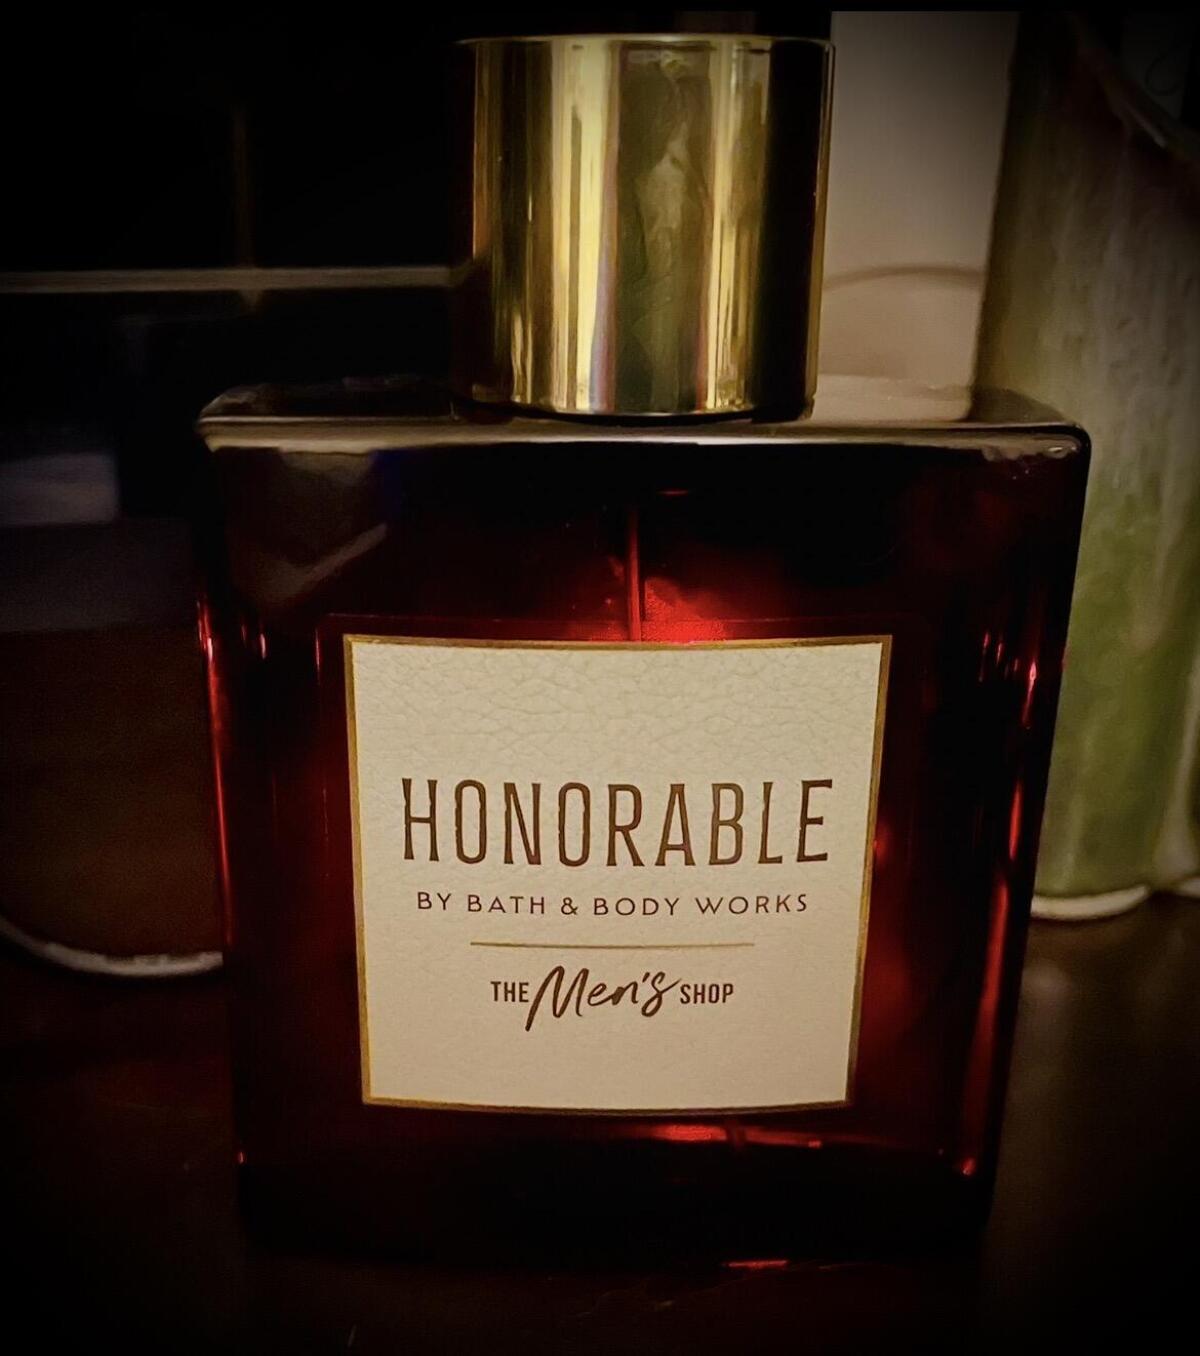 HONORABLE
BY BATH & BODY WORKS
THE Men's SHOP